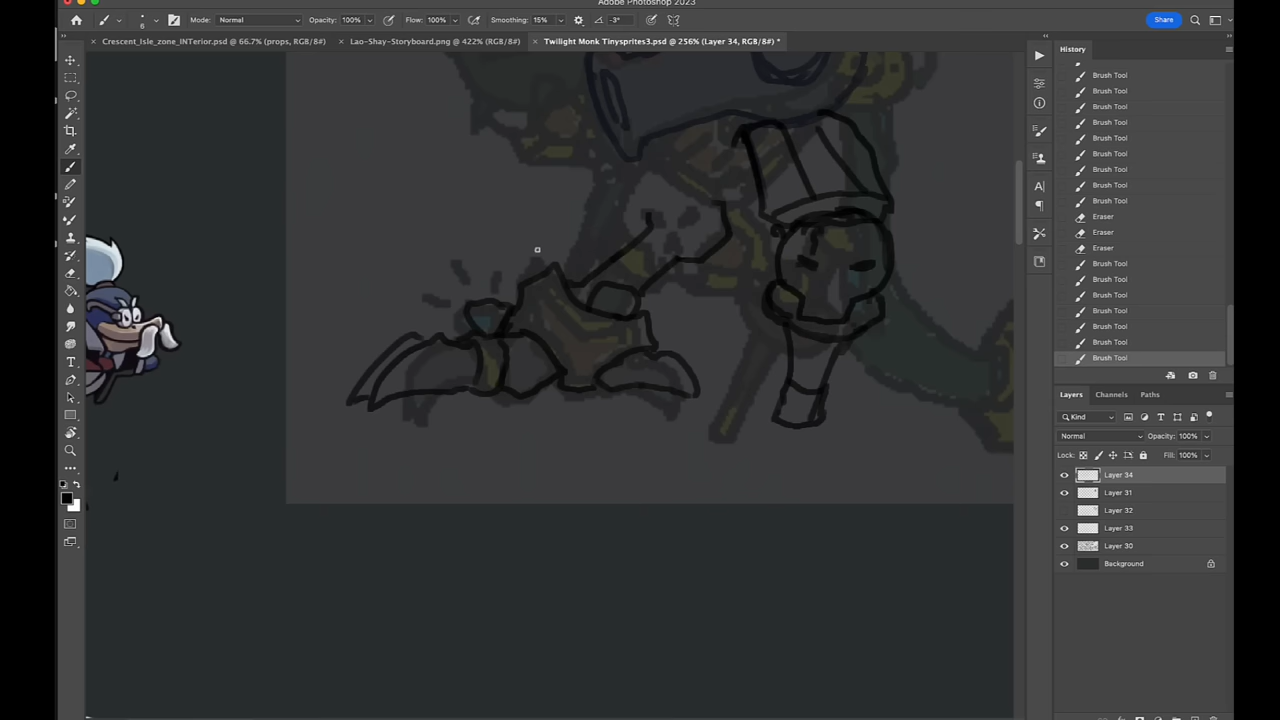 Adobe Photoshop 2023
6 Mode: Normal Opacity: 100% Flow: 100% Smoothing: 15% -3° Share
Crescent_Isle_zone_INTerior.psd @ 66.7% (props, RGB/8#) Lao-Shay-Storyboard.png @ 422% (RGB/8#) Twilight Monk Tinysprites3.psd @ 256% (Layer 34, RGB/8#) *
History
Brush Tool
Brush Tool
Brush Tool
Brush Tool
Brush Tool
Brush Tool
Brush Tool
Brush Tool
Brush Tool
Eraser
Eraser
Eraser
Brush Tool
Brush Tool
Brush Tool
Brush Tool
Brush Tool
Brush Tool
Brush Tool
Layers Channels Paths
Kind
Normal Opacity: 100%
Lock: Fill: 100%
Layer 34
Layer 31
Layer 32
Layer 33
Layer 30
Background